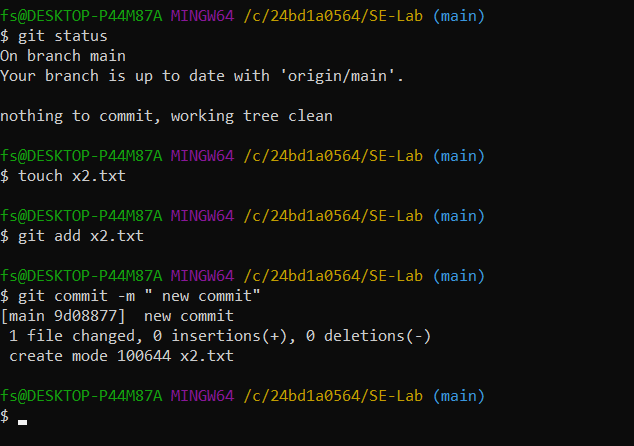 fs@DESKTOP-P44M87A MINGW64 /c/24bd1a0564/SE-Lab (main)
$ git status
On branch main
Your branch is up to date with 'origin/main'.

nothing to commit, working tree clean

fs@DESKTOP-P44M87A MINGW64 /c/24bd1a0564/SE-Lab (main)
$ touch x2.txt

fs@DESKTOP-P44M87A MINGW64 /c/24bd1a0564/SE-Lab (main)
$ git add x2.txt

fs@DESKTOP-P44M87A MINGW64 /c/24bd1a0564/SE-Lab (main)
$ git commit -m " new commit"
[main 9d08877]  new commit
 1 file changed, 0 insertions(+), 0 deletions(-)
 create mode 100644 x2.txt

fs@DESKTOP-P44M87A MINGW64 /c/24bd1a0564/SE-Lab (main)
$